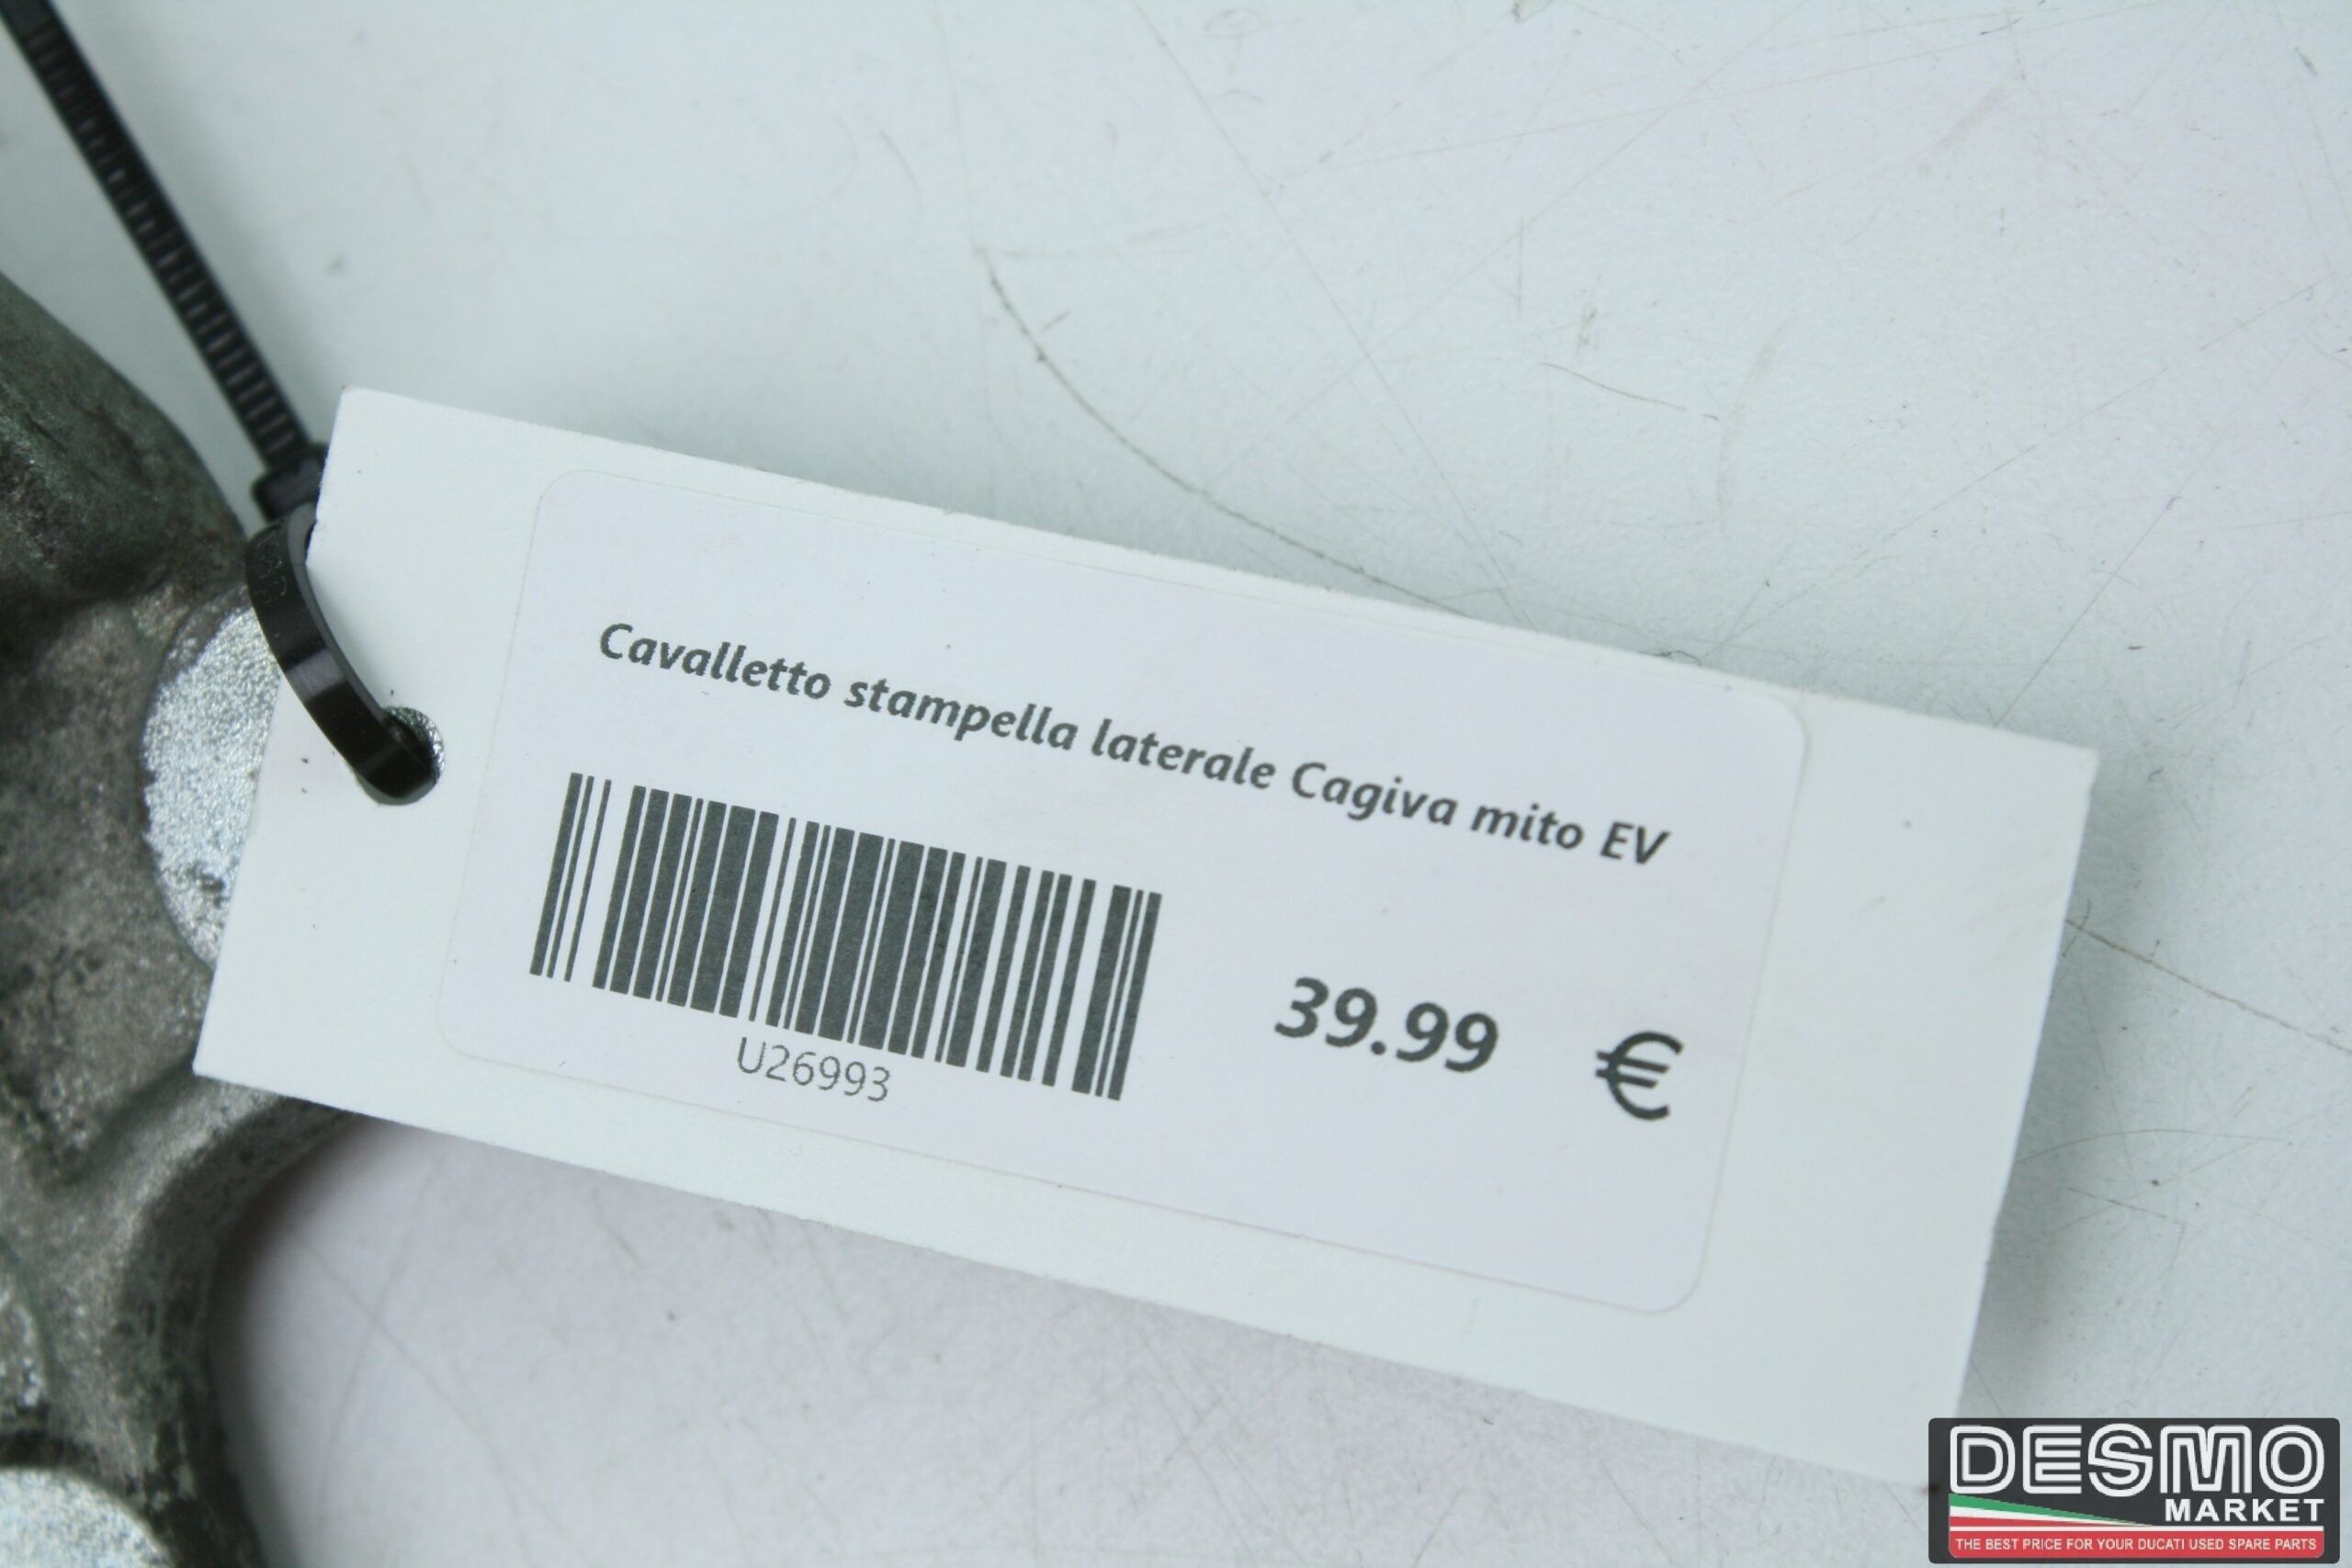 Cavalletto stampella laterale Cagiva mito EV
39.99 €
U26993
DESMO
MARKET
THE BEST PRICE FOR YOUR DUCATI USED SPARE PARTS